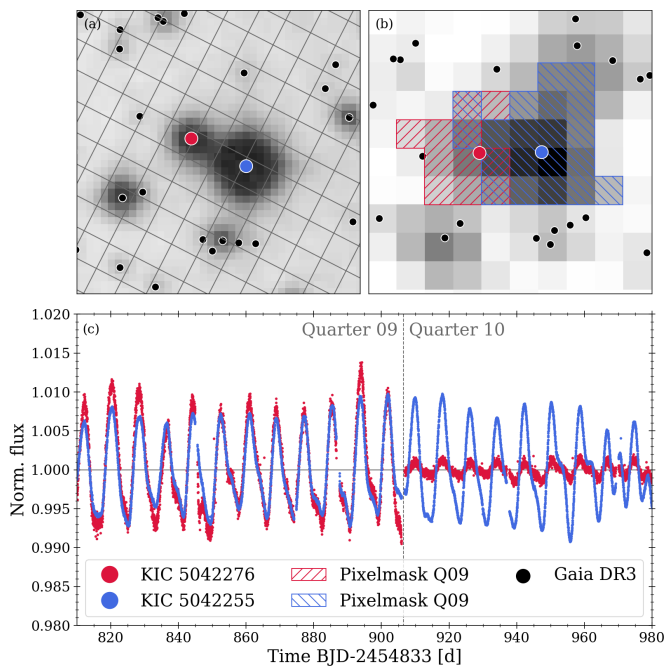 (a)
(b)
(c)
Quarter 09
Quarter 10
1.020
1.015
1.010
1.005
1.000
0.995
0.990
0.985
0.980
Norm. flux
KIC 5042276
Pixelmask Q09
Gaia DR3
KIC 5042255
Pixelmask Q09
820
840
860
880
900
920
940
960
980
Time BJD-2454833 [d]